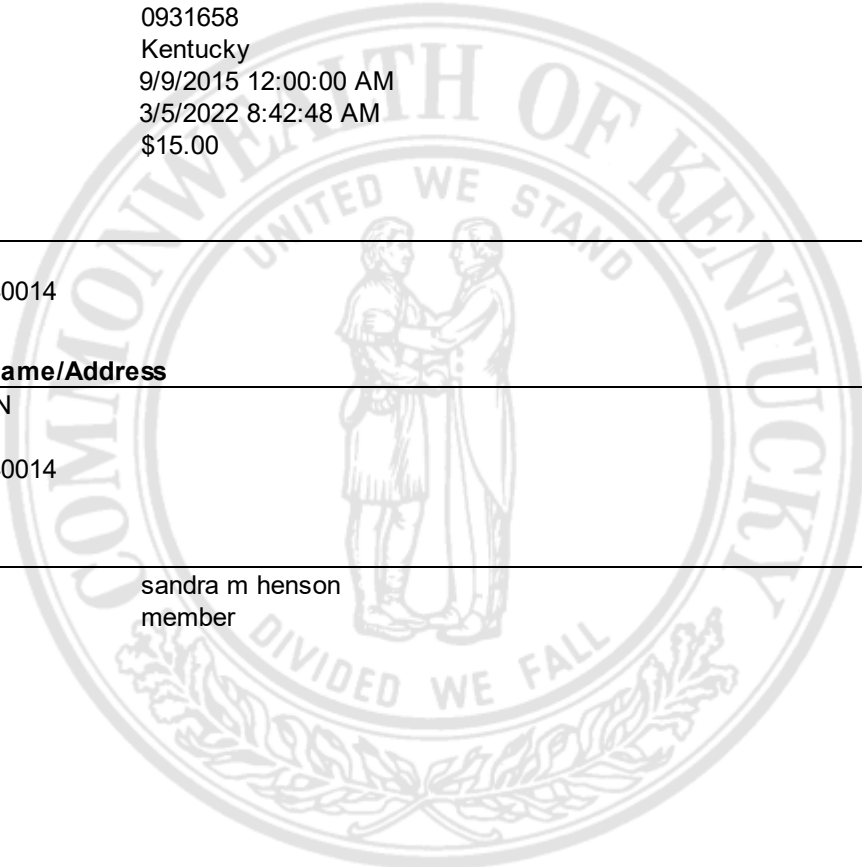 0931658
Kentucky
9/9/2015 12:00:00 AM
3/5/2022 8:42:48 AM
$15.00
COMMONWEALTH OF KENTUCKY
UNITED WE STAND
0014
ame/Address
N
0014
sandra m henson
member
DIVIDED WE FALL